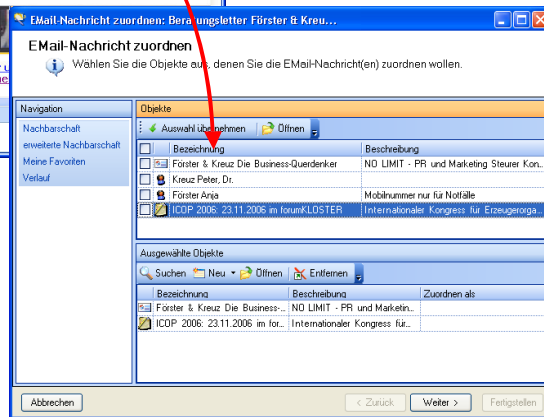 EMail-Nachricht zuordnen: Beratungsletter Förster & Kreu...
EMail-Nachricht zuordnen
Wählen Sie die Objekte aus, denen Sie die EMail-Nachricht(en) zuordnen wollen.
Navigation
Nachbarschaft
erweiterte Nachbarschaft
Meine Favoriten
Verlauf
Objekte
Auswahl übernehmen Öffnen
Bezeichnung Beschreibung
Förster & Kreuz Die Business-Querdenker NO LIMIT - PR und Marketing Steurer Kon...
Kreuz Peter, Dr.
Förster Anja Mobilnummer nur für Notfälle
ICOP 2006: 23.11.2006 im forumKLOSTER Internationaler Kongress für Erzeugerorga...
Ausgewählte Objekte
Suchen Neu Öffnen Entfernen
Bezeichnung Beschreibung Zuordnen als
Förster & Kreuz Die Business-... NO LIMIT - PR und Marketin...
ICOP 2006: 23.11.2006 im for... Internationaler Kongress für...
Abbrechen < Zurück Weiter > Fertigstellen